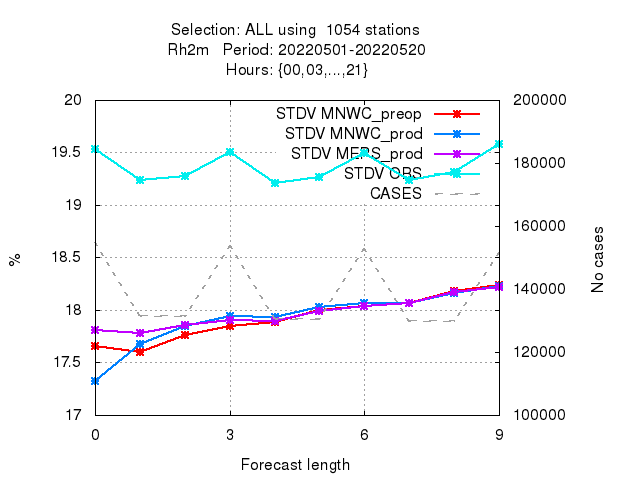 Selection: ALL using  1054 stations
Rh2m   Period: 20220501-20220520
Hours: {00,03,...,21}
20
19.5
19
18.5
18
17.5
17
200000
180000
160000
140000
120000
100000
STDV MNWC_preop
STDV MNWC_prod
STDV MEPS_prod
STDV OBS
CASES
%
No cases
0
3
6
9
Forecast length